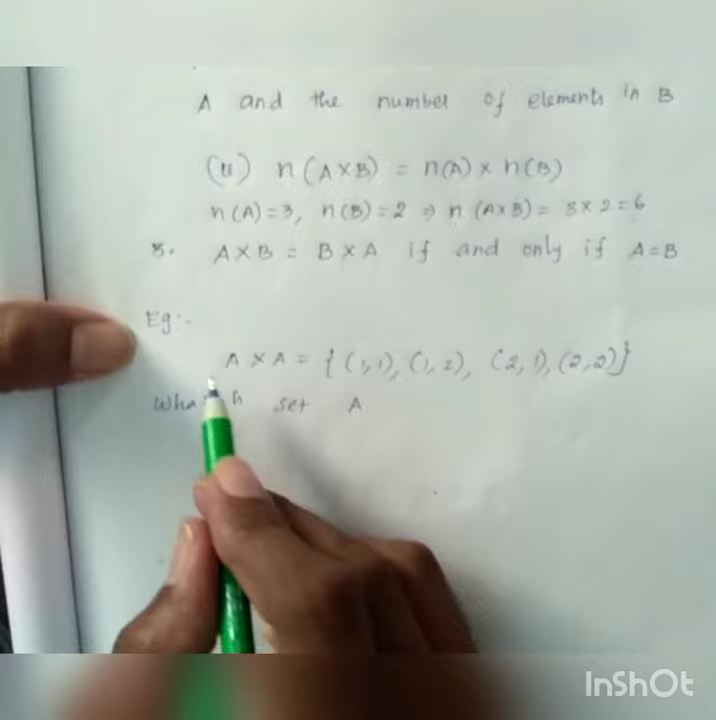 A and the number of elements in B
(ii) n(A×B) = n(A) × n(B)
n(A)=3, n(B)=2 ⇒ n(A×B)= 3×2=6
3. A×B = B×A if and only if A=B
Eg:-
A×A = {(1,1), (1,2), (2,1), (2,2)}
set A
InShOt